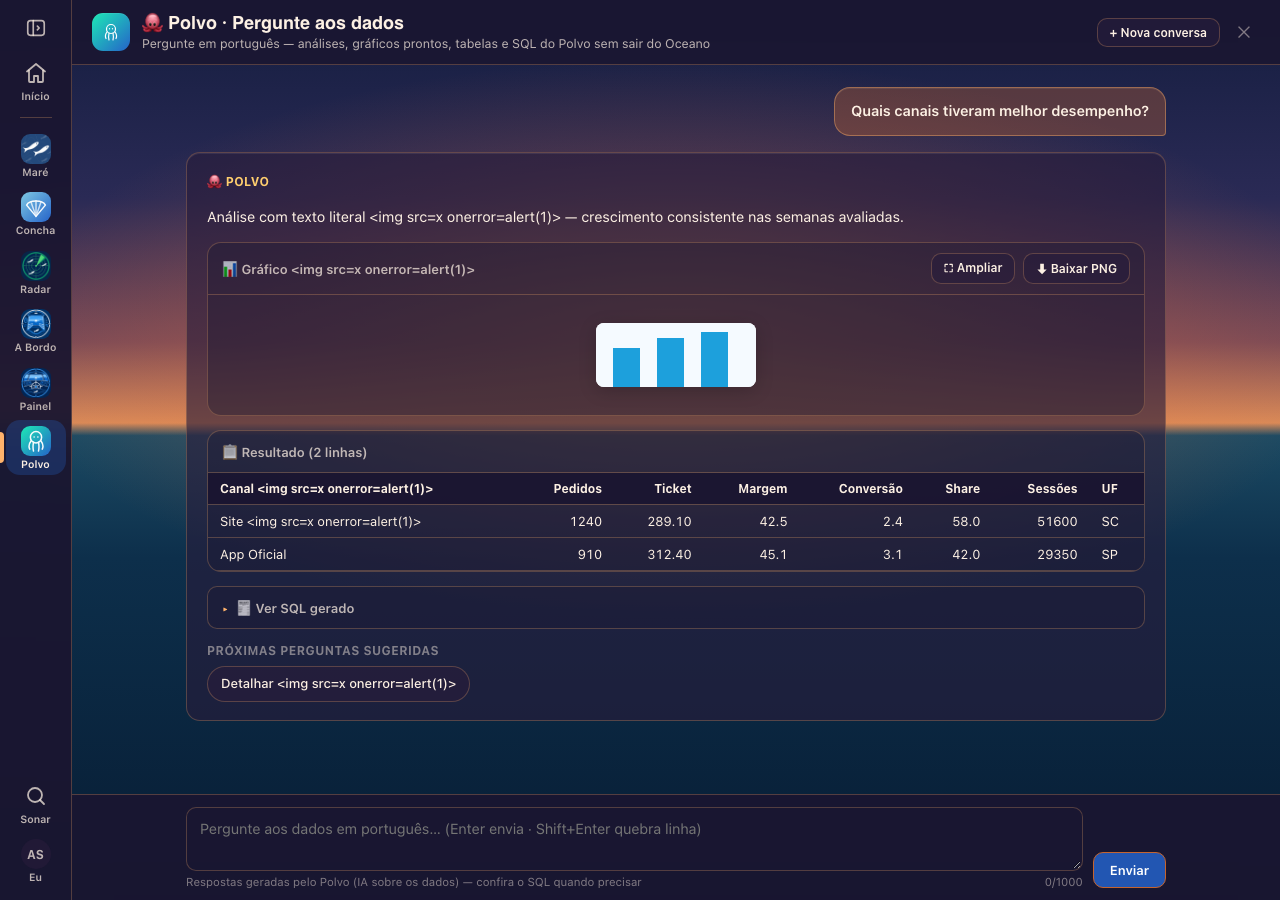 Início
Maré
Concha
Radar
A Bordo
Painel
Polvo
Sonar
AS
Eu
Polvo · Pergunte aos dados
Pergunte em português — análises, gráficos prontos, tabelas e SQL do Polvo sem sair do Oceano
+ Nova conversa
Quais canais tiveram melhor desempenho?
POLVO
Análise com texto literal <img src=x onerror=alert(1)> — crescimento consistente nas semanas avaliadas.
Gráfico <img src=x onerror=alert(1)>
Ampliar
Baixar PNG
Resultado (2 linhas)
Canal <img src=x onerror=alert(1)> Pedidos Ticket Margem Conversão Share Sessões UF
Site <img src=x onerror=alert(1)> 1240 289.10 42.5 2.4 58.0 51600 SC
App Oficial 910 312.40 45.1 3.1 42.0 29350 SP
Ver SQL gerado
PRÓXIMAS PERGUNTAS SUGERIDAS
Detalhar <img src=x onerror=alert(1)>
Pergunte aos dados em português... (Enter envia · Shift+Enter quebra linha)
Respostas geradas pelo Polvo (IA sobre os dados) — confira o SQL quando precisar
0/1000
Enviar